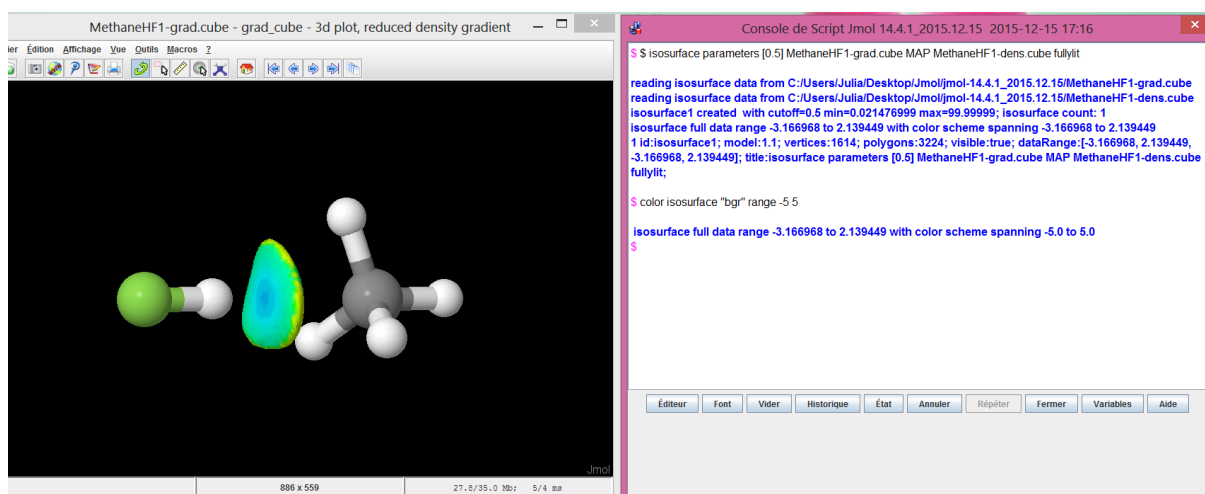 MethaneHF1-grad.cube - grad_cube - 3d plot, reduced density gradient
ier Édition Affichage Vue Outils Macros ?
Jmol
886 x 559
27.8/35.0 Mb; 5/4 ms
Console de Script Jmol 14.4.1_2015.12.15 2015-12-15 17:16
$ $ isosurface parameters [0.5] MethaneHF1-grad.cube MAP MethaneHF1-dens.cube fullylit
reading isosurface data from C:/Users/Julia/Desktop/Jmol/jmol-14.4.1_2015.12.15/MethaneHF1-grad.cube
reading isosurface data from C:/Users/Julia/Desktop/Jmol/jmol-14.4.1_2015.12.15/MethaneHF1-dens.cube
isosurface1 created with cutoff=0.5 min=0.021476999 max=99.99999; isosurface count: 1
isosurface full data range -3.166968 to 2.139449 with color scheme spanning -3.166968 to 2.139449
1 id:isosurface1; model:1.1; vertices:1614; polygons:3224; visible:true; dataRange:[-3.166968, 2.139449,
-3.166968, 2.139449]; title:isosurface parameters [0.5] MethaneHF1-grad.cube MAP MethaneHF1-dens.cube
fullylit;
$ color isosurface "bgr" range -5 5
isosurface full data range -3.166968 to 2.139449 with color scheme spanning -5.0 to 5.0
$
Éditeur Font Vider Historique État Annuler Répéter Fermer Variables Aide